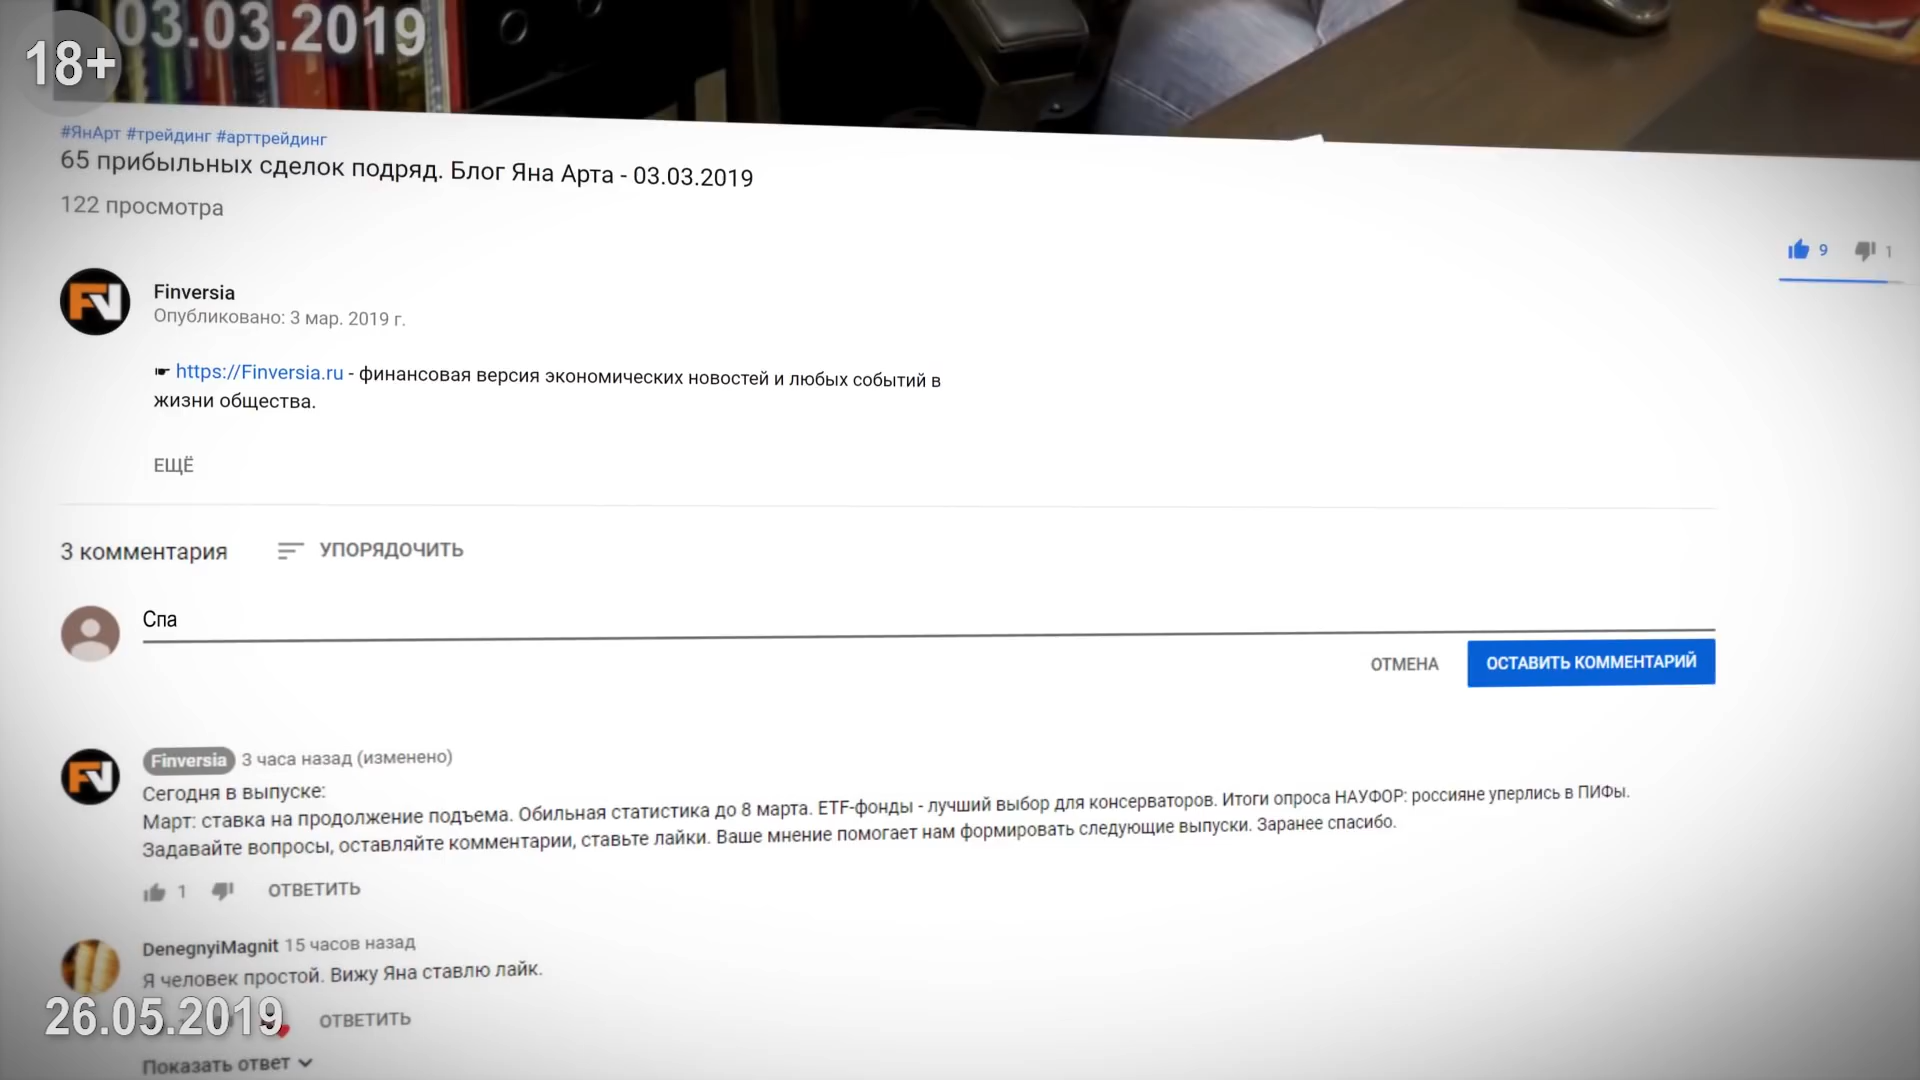 03.03.2019
18+
#ЯнАрт #трейдинг #арттрейдинг
65 прибыльных сделок подряд. Блог Яна Арта - 03.03.2019
122 просмотра
9 1
FV
Finversia
Опубликовано: 3 мар. 2019 г.
☛ https://Finversia.ru - финансовая версия экономических новостей и любых событий в
жизни общества.
ЕЩЁ
3 комментария УПОРЯДОЧИТЬ
Спа
ОТМЕНА ОСТАВИТЬ КОММЕНТАРИЙ
FV
Finversia 3 часа назад (изменено)
Сегодня в выпуске:
Март: ставка на продолжение подъема. Обильная статистика до 8 марта. ETF-фонды - лучший выбор для консерваторов. Итоги опроса НАУФОР: россияне уперлись в ПИФы.
Задавайте вопросы, оставляйте комментарии, ставьте лайки. Ваше мнение помогает нам формировать следующие выпуски. Заранее спасибо.
1 ОТВЕТИТЬ
DenegnyiMagnit 15 часов назад
Я человек простой. Вижу Яна ставлю лайк.
26.05.2019
ОТВЕТИТЬ
Показать ответ